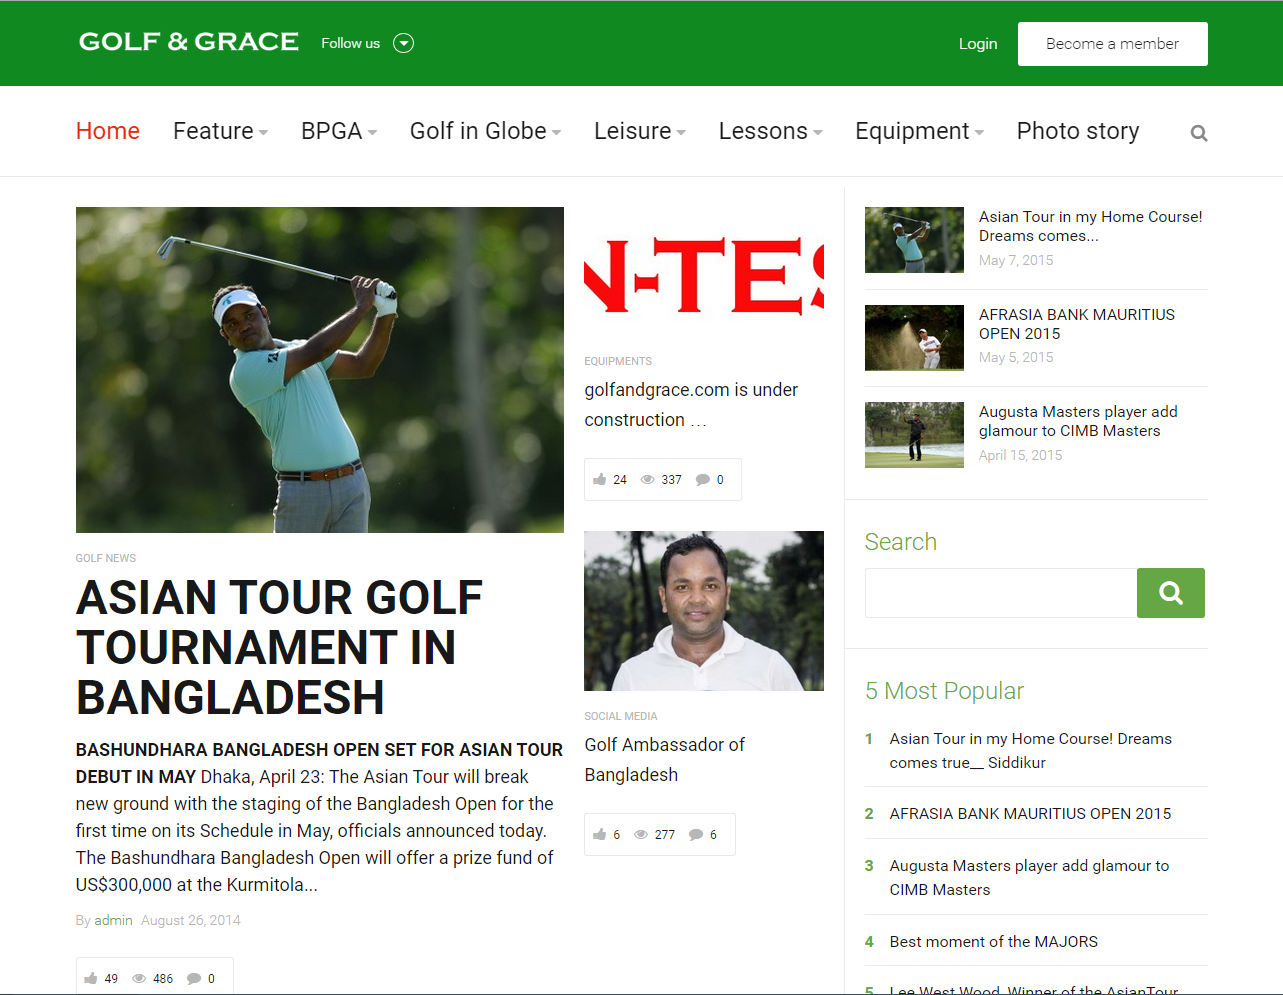 GOLF & GRACE
Follow us
Login
Become a member
Home
Feature
BPGA
Golf in Globe
Leisure
Lessons
Equipment
Photo story
GOLF NEWS
ASIAN TOUR GOLF
TOURNAMENT IN
BANGLADESH
BASHUNDHARA BANGLADESH OPEN SET FOR ASIAN TOUR
DEBUT IN MAY Dhaka, April 23: The Asian Tour will break
new ground with the staging of the Bangladesh Open for the
first time on its Schedule in May, officials announced today.
The Bashundhara Bangladesh Open will offer a prize fund of
US$300,000 at the Kurmitola...
By admin August 26, 2014
49 486 0
N-TES
EQUIPMENTS
golfandgrace.com is under
construction …
24 337 0
SOCIAL MEDIA
Golf Ambassador of
Bangladesh
6 277 6
Asian Tour in my Home Course!
Dreams comes...
May 7, 2015
AFRASIA BANK MAURITIUS
OPEN 2015
May 5, 2015
Augusta Masters player add
glamour to CIMB Masters
April 15, 2015
Search
5 Most Popular
1 Asian Tour in my Home Course! Dreams
comes true__ Siddikur
2 AFRASIA BANK MAURITIUS OPEN 2015
3 Augusta Masters player add glamour to
CIMB Masters
4 Best moment of the MAJORS
5 Lee West Wood, Winner of the AsianTour